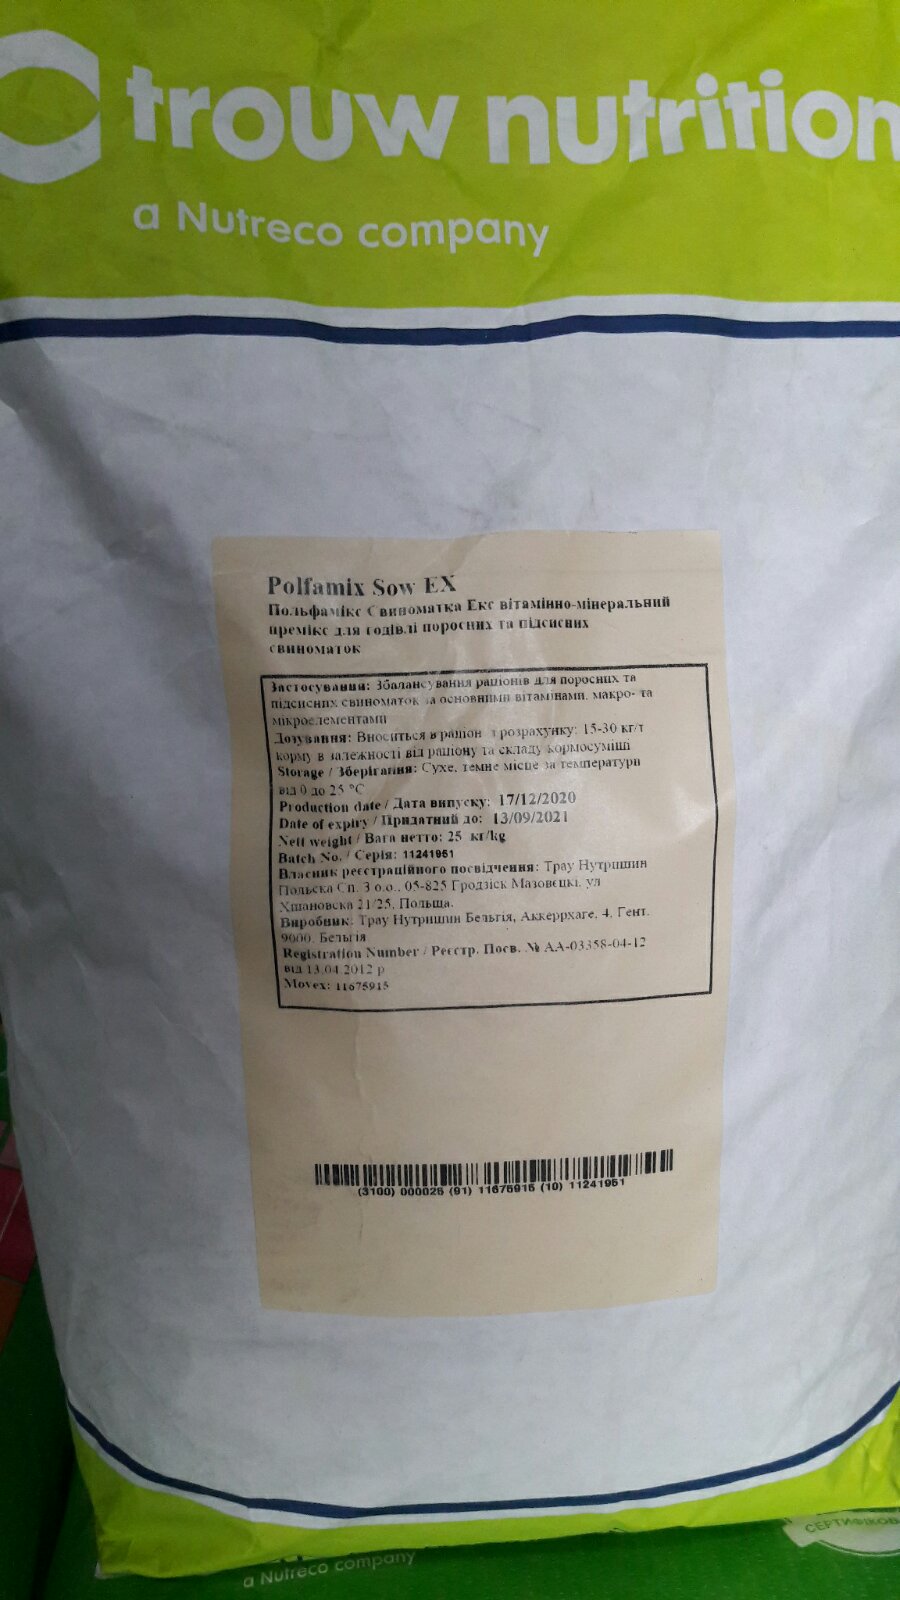 trouw nutrition
a Nutreco company
Polfamix Sow EX
Польфамікс Свиноматка Екс вітамінно-мінеральний
премікс для годівлі поросних та підсисних
свиноматок
Застосування: Збалансування раціонів для поросних та
підсисних свиноматок за основними вітамінами, макро- та
мікроелементами
Дозування: Вноситься в раціон з розрахунку: 15-30 кг/т
корму в залежності від раціону та складу кормосуміші
Storage / Зберігання: Сухе, темне місце за температури
від 0 до 25 °C
Production date / Дата випуску: 17/12/2020
Date of expiry / Придатний до: 13/09/2021
Nett weight / Вага нетто: 25 кг/kg
Batch No. / Серія: 11241951
Власник реєстраційного посвідчення: Трау Нутришин
Польска Сп. З о.о., 05-825 Гродзіск Мазовецкі, ул
Хшановска 21/25, Польща.
Виробник: Трау Нутришин Бельгія, Аккеррхаге, 4, Гент,
9000, Бельгія
Registration Number / Реєстр. Посв. № АА-03358-04-12
від 13.04.2012 р
Movex: 11675915
(3100) 000025 (91) 11675915 (10) 11241951
a Nutreco company
СЕРТИФІКОВ